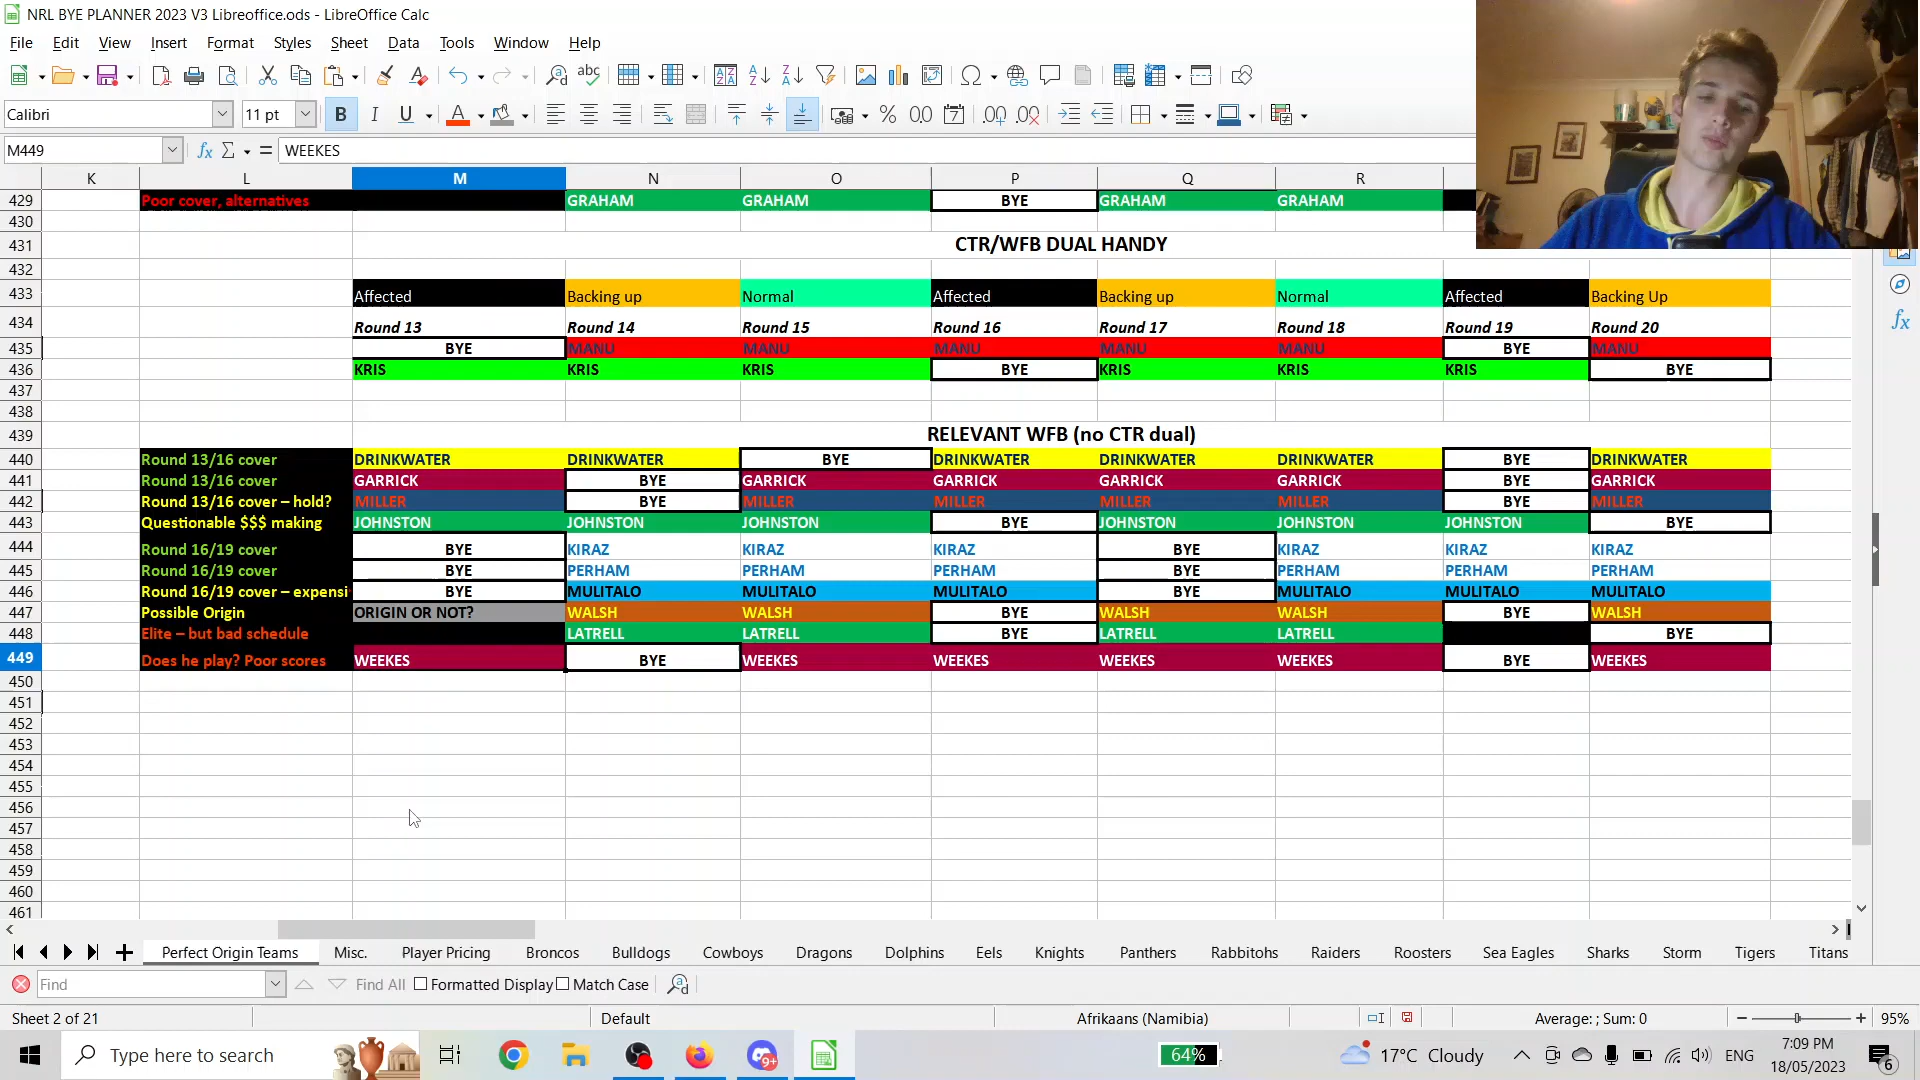 NRL BYE PLANNER 2023 V3 Libreoffice.ods - LibreOffice Calc
File Edit View Insert Format Styles Sheet Data Tools Window Help
Calibri 11 pt
M449 WEEKES
K L M N O P Q R
429 Poor cover, alternatives GRAHAM GRAHAM BYE GRAHAM GRAHAM
430
431 CTR/WFB DUAL HANDY
432
433 Affected Backing up Normal Affected Backing up Normal Affected Backing Up
434 Round 13 Round 14 Round 15 Round 16 Round 17 Round 18 Round 19 Round 20
435 BYE MANU MANU MANU MANU MANU BYE MANU
436 KRIS KRIS KRIS BYE KRIS KRIS KRIS BYE
437
438
439 RELEVANT WFB (no CTR dual)
440 Round 13/16 cover DRINKWATER DRINKWATER BYE DRINKWATER DRINKWATER DRINKWATER BYE DRINKWATER
441 Round 13/16 cover GARRICK BYE GARRICK GARRICK GARRICK GARRICK BYE GARRICK
442 Round 13/16 cover – hold? MILLER BYE MILLER MILLER MILLER MILLER BYE MILLER
443 Questionable $$$ making JOHNSTON JOHNSTON JOHNSTON BYE JOHNSTON JOHNSTON JOHNSTON BYE
444 Round 16/19 cover BYE KIRAZ KIRAZ KIRAZ BYE KIRAZ KIRAZ KIRAZ
445 Round 16/19 cover BYE PERHAM PERHAM PERHAM BYE PERHAM PERHAM PERHAM
446 Round 16/19 cover – expensi BYE MULITALO MULITALO MULITALO BYE MULITALO MULITALO MULITALO
447 Possible Origin ORIGIN OR NOT? WALSH WALSH BYE WALSH WALSH BYE WALSH
448 Elite – but bad schedule LATRELL LATRELL BYE LATRELL LATRELL BYE
449 Does he play? Poor scores WEEKES BYE WEEKES WEEKES WEEKES WEEKES BYE WEEKES
450
451
452
453
454
455
456
457
458
459
460
461
Perfect Origin Teams Misc. Player Pricing Broncos Bulldogs Cowboys Dragons Dolphins Eels Knights Panthers Rabbitohs Raiders Roosters Sea Eagles Sharks Storm Tigers Titans
Find Find All Formatted Display Match Case
Sheet 2 of 21 Default Afrikaans (Namibia) Average: ; Sum: 0 95%
Type here to search 9+ 64% 17°C Cloudy ENG 7:09 PM
18/05/2023 6